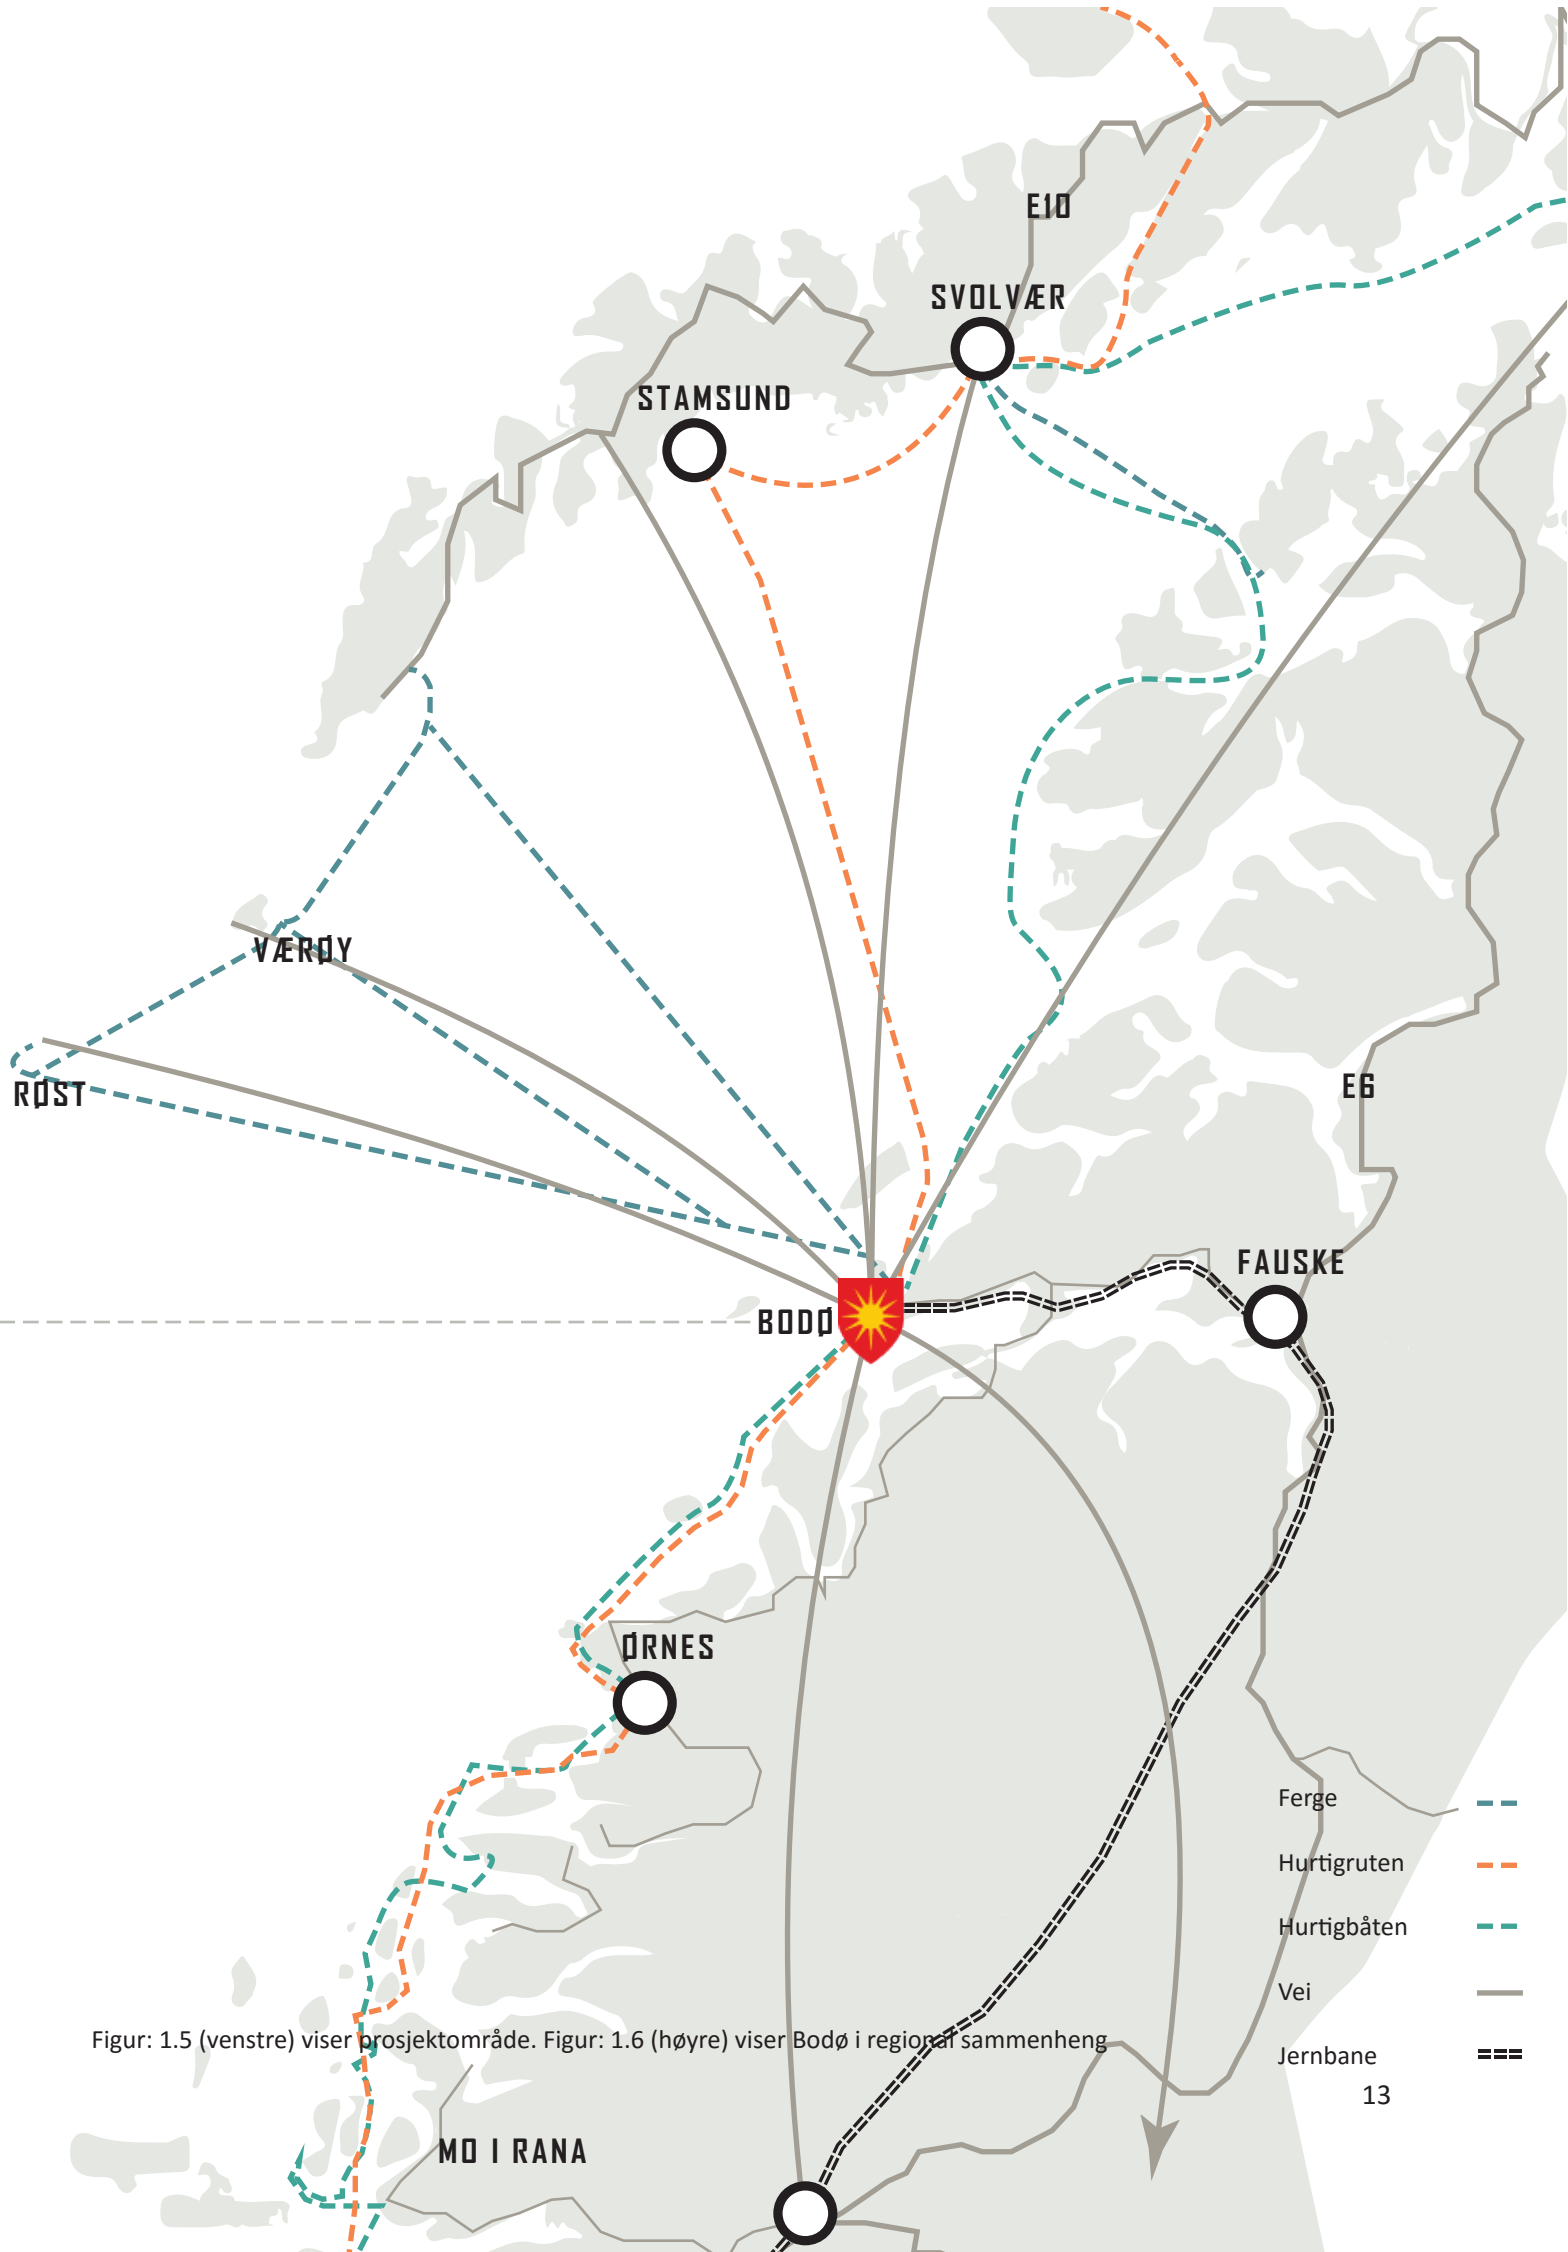 E10
SVOLVÆR
STAMSUND
VÆRØY
RØST
E6
FAUSKE
BODØ
ØRNES
Ferge
Hurtigruten
Hurtigbåten
Vei
Figur: 1.5 (venstre) viser prosjektområde. Figur: 1.6 (høyre) viser Bodø i regional sammenheng
Jernbane
13
MO I RANA